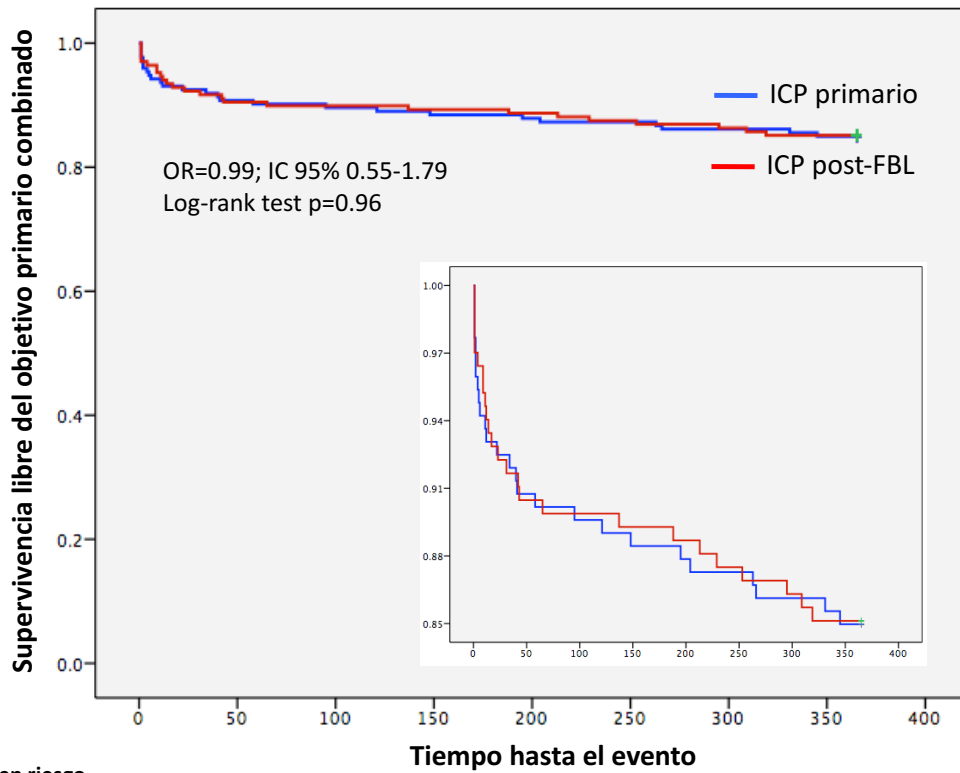 Supervivencia libre del objetivo primario combinado
1.0
0.8
0.6
0.4
0.2
0.0
ICP primario
ICP post-FBL
OR=0.99; IC 95% 0.55-1.79
Log-rank test p=0.96
1.00
0.97
0.94
0.91
0.88
0.85
0 50 100 150 200 250 300 350 400
0 50 100 150 200 250 300 350 400
Tiempo hasta el evento
en riesgo